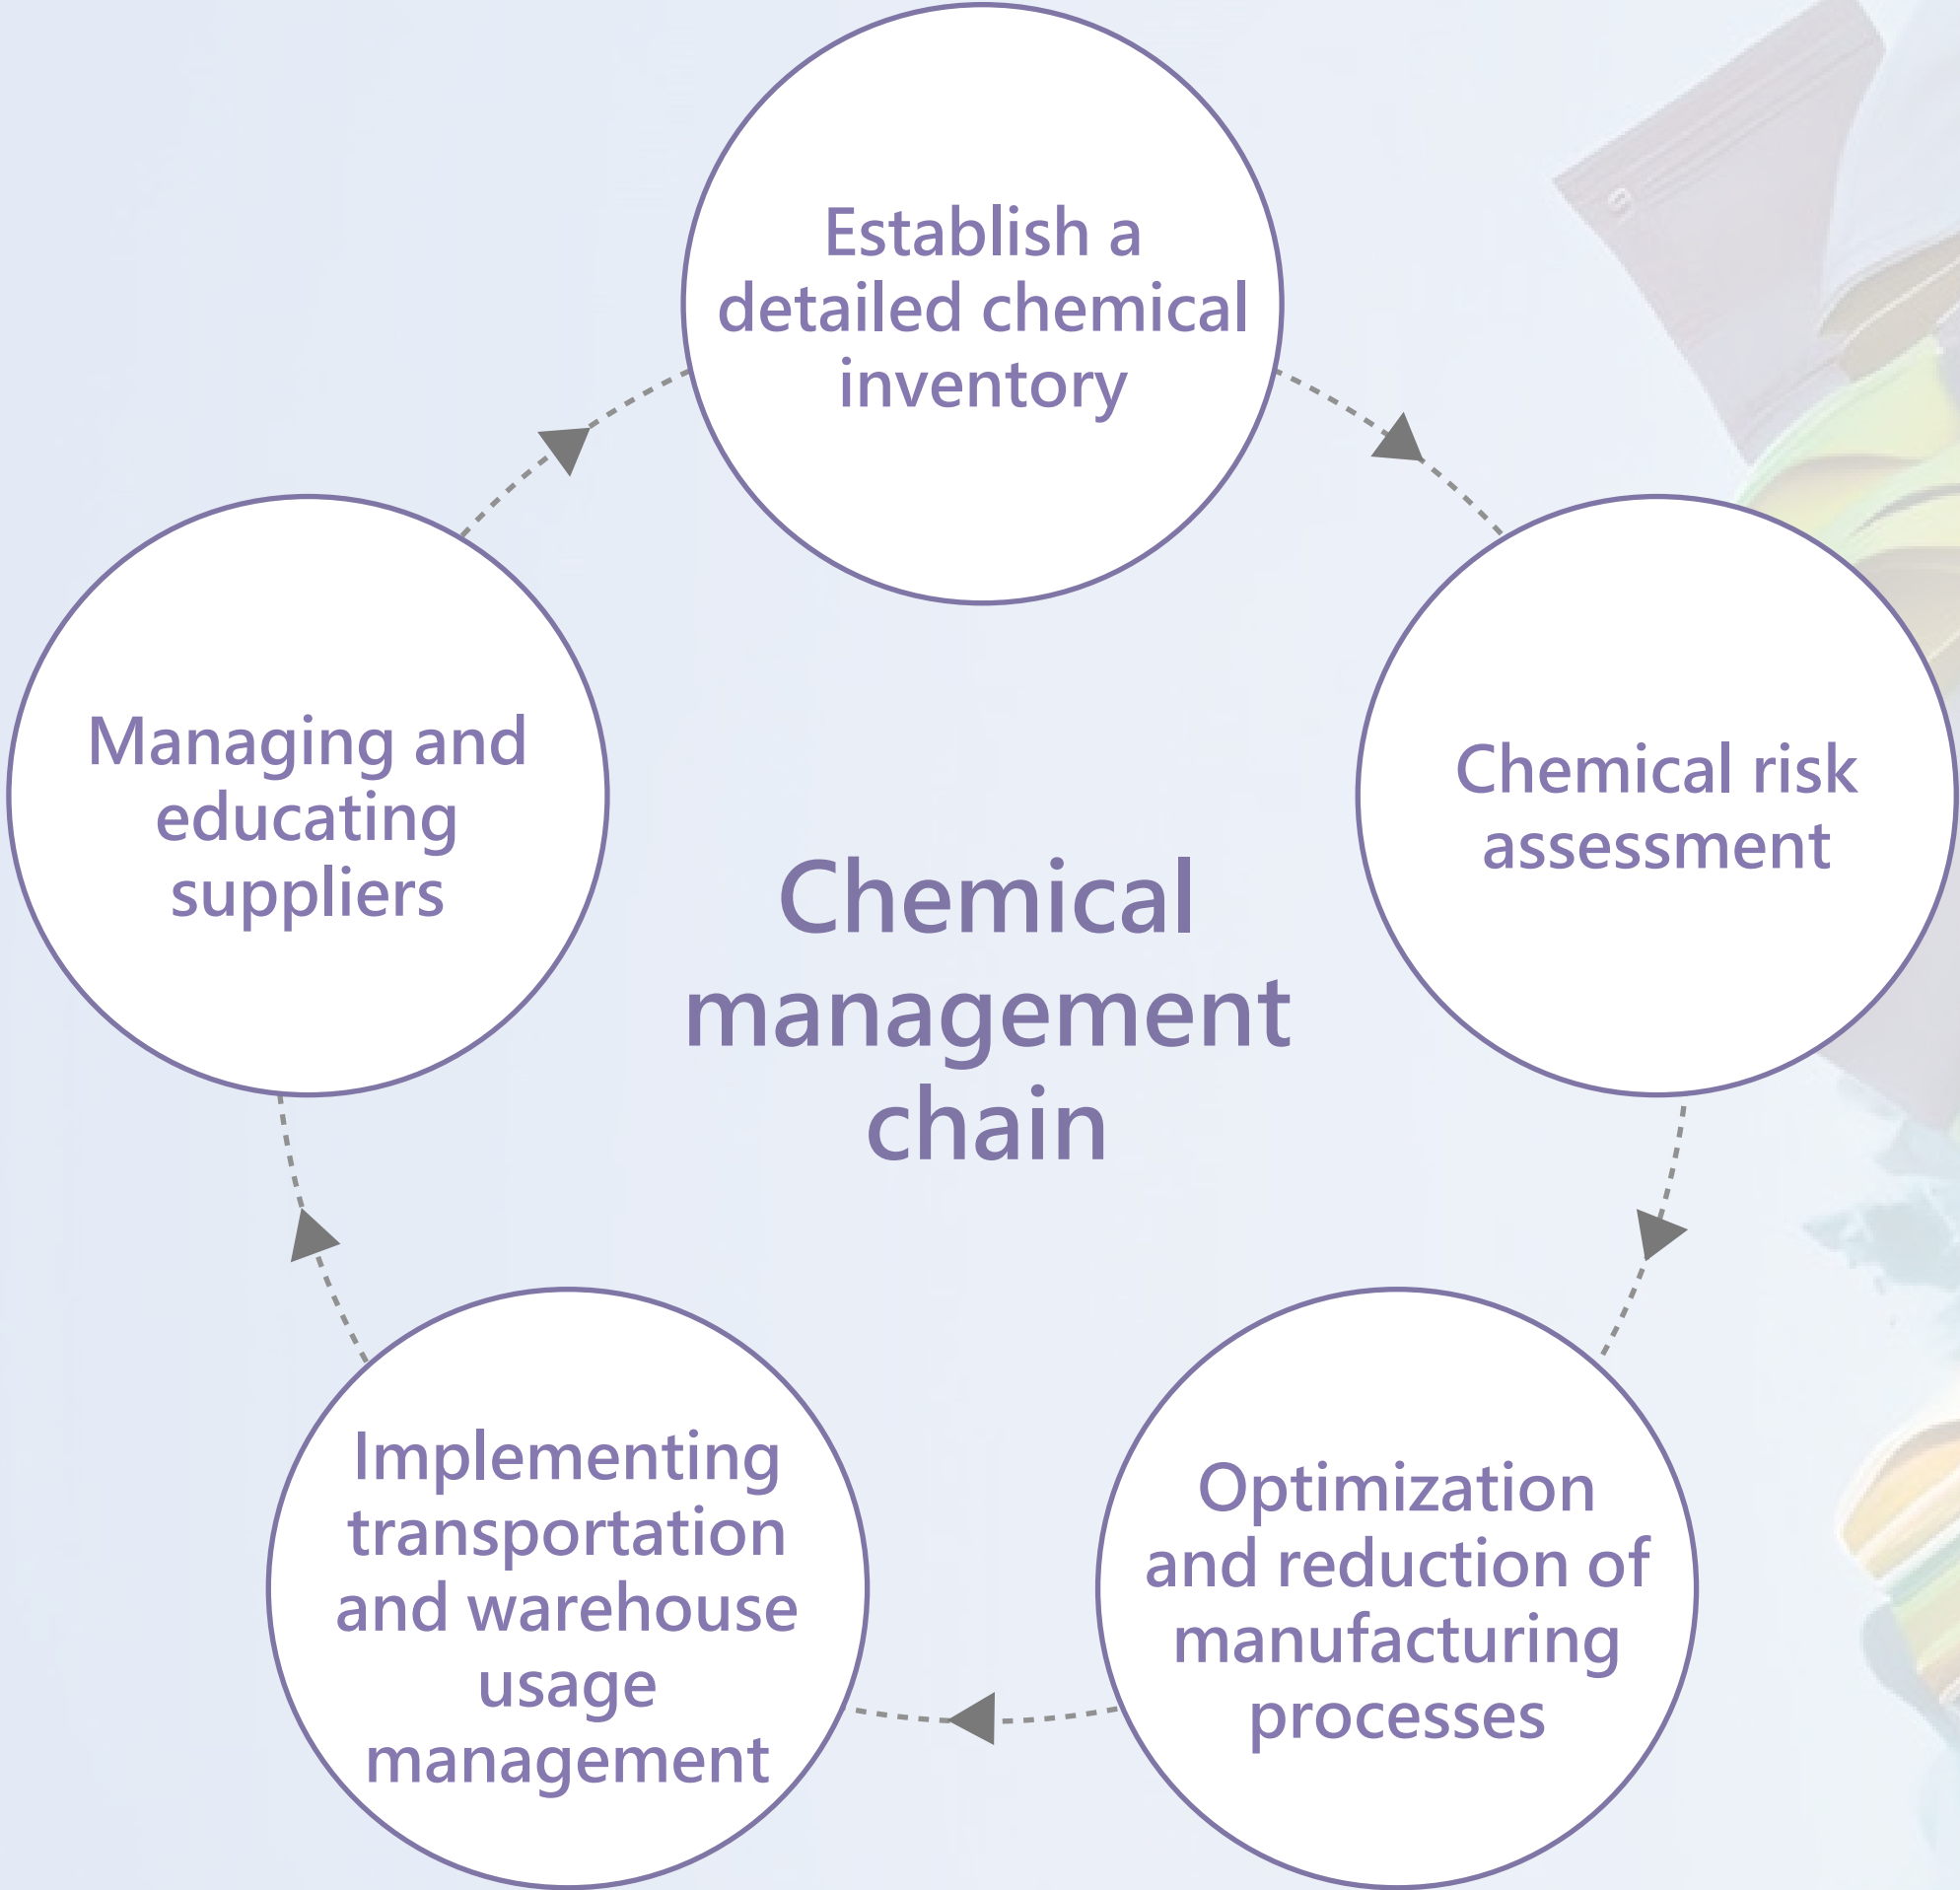 Establish a
detailed chemical
inventory
Chemical risk
assessment
Optimization
and reduction of
manufacturing
processes
Implementing
transportation
and warehouse
usage
management
Managing and
educating
suppliers
Chemical
management
chain